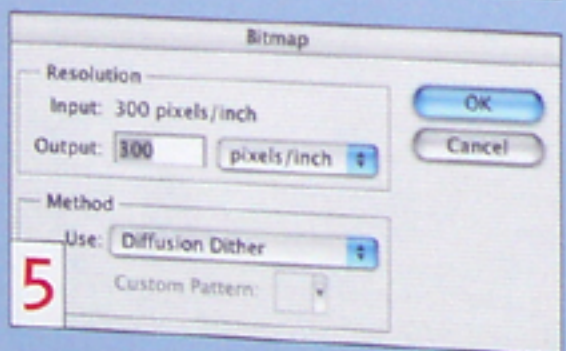 Bitmap
Resolution
Input: 300 pixels/inch
Output: 300 pixels/inch
OK
Cancel
Method
Use: Diffusion Dither
Custom Pattern:
5